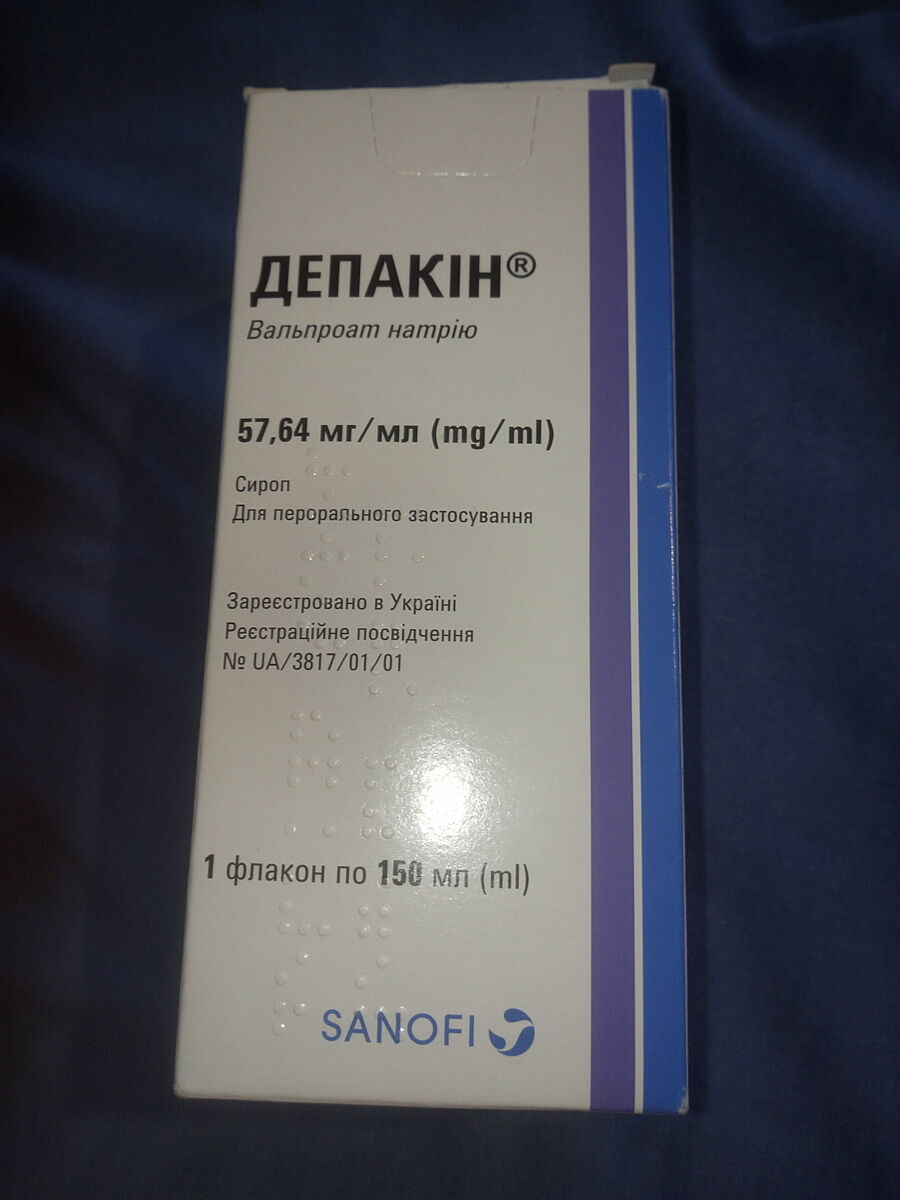 ДЕПАКІН®
Вальпроат натрію
57,64 мг/мл (mg/ml)
Сироп
Для перорального застосування
Зареєстровано в Україні
Реєстраційне посвідчення
№ UA/3817/01/01
1 флакон по 150 мл (ml)
SANOFI